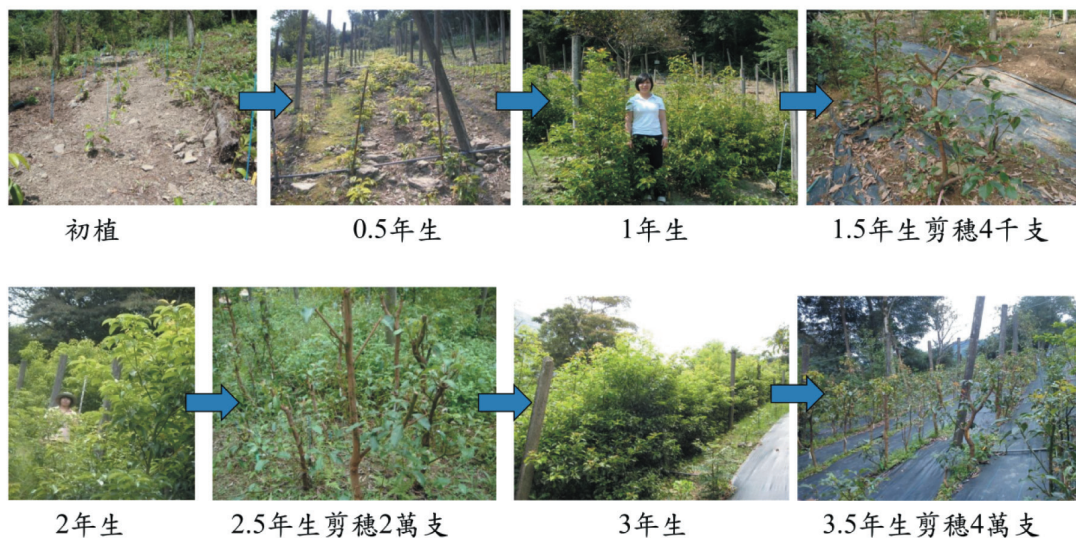 初植
0.5年生
1年生
1.5年生剪穗4千支
2年生
2.5年生剪穗2萬支
3年生
3.5年生剪穗4萬支